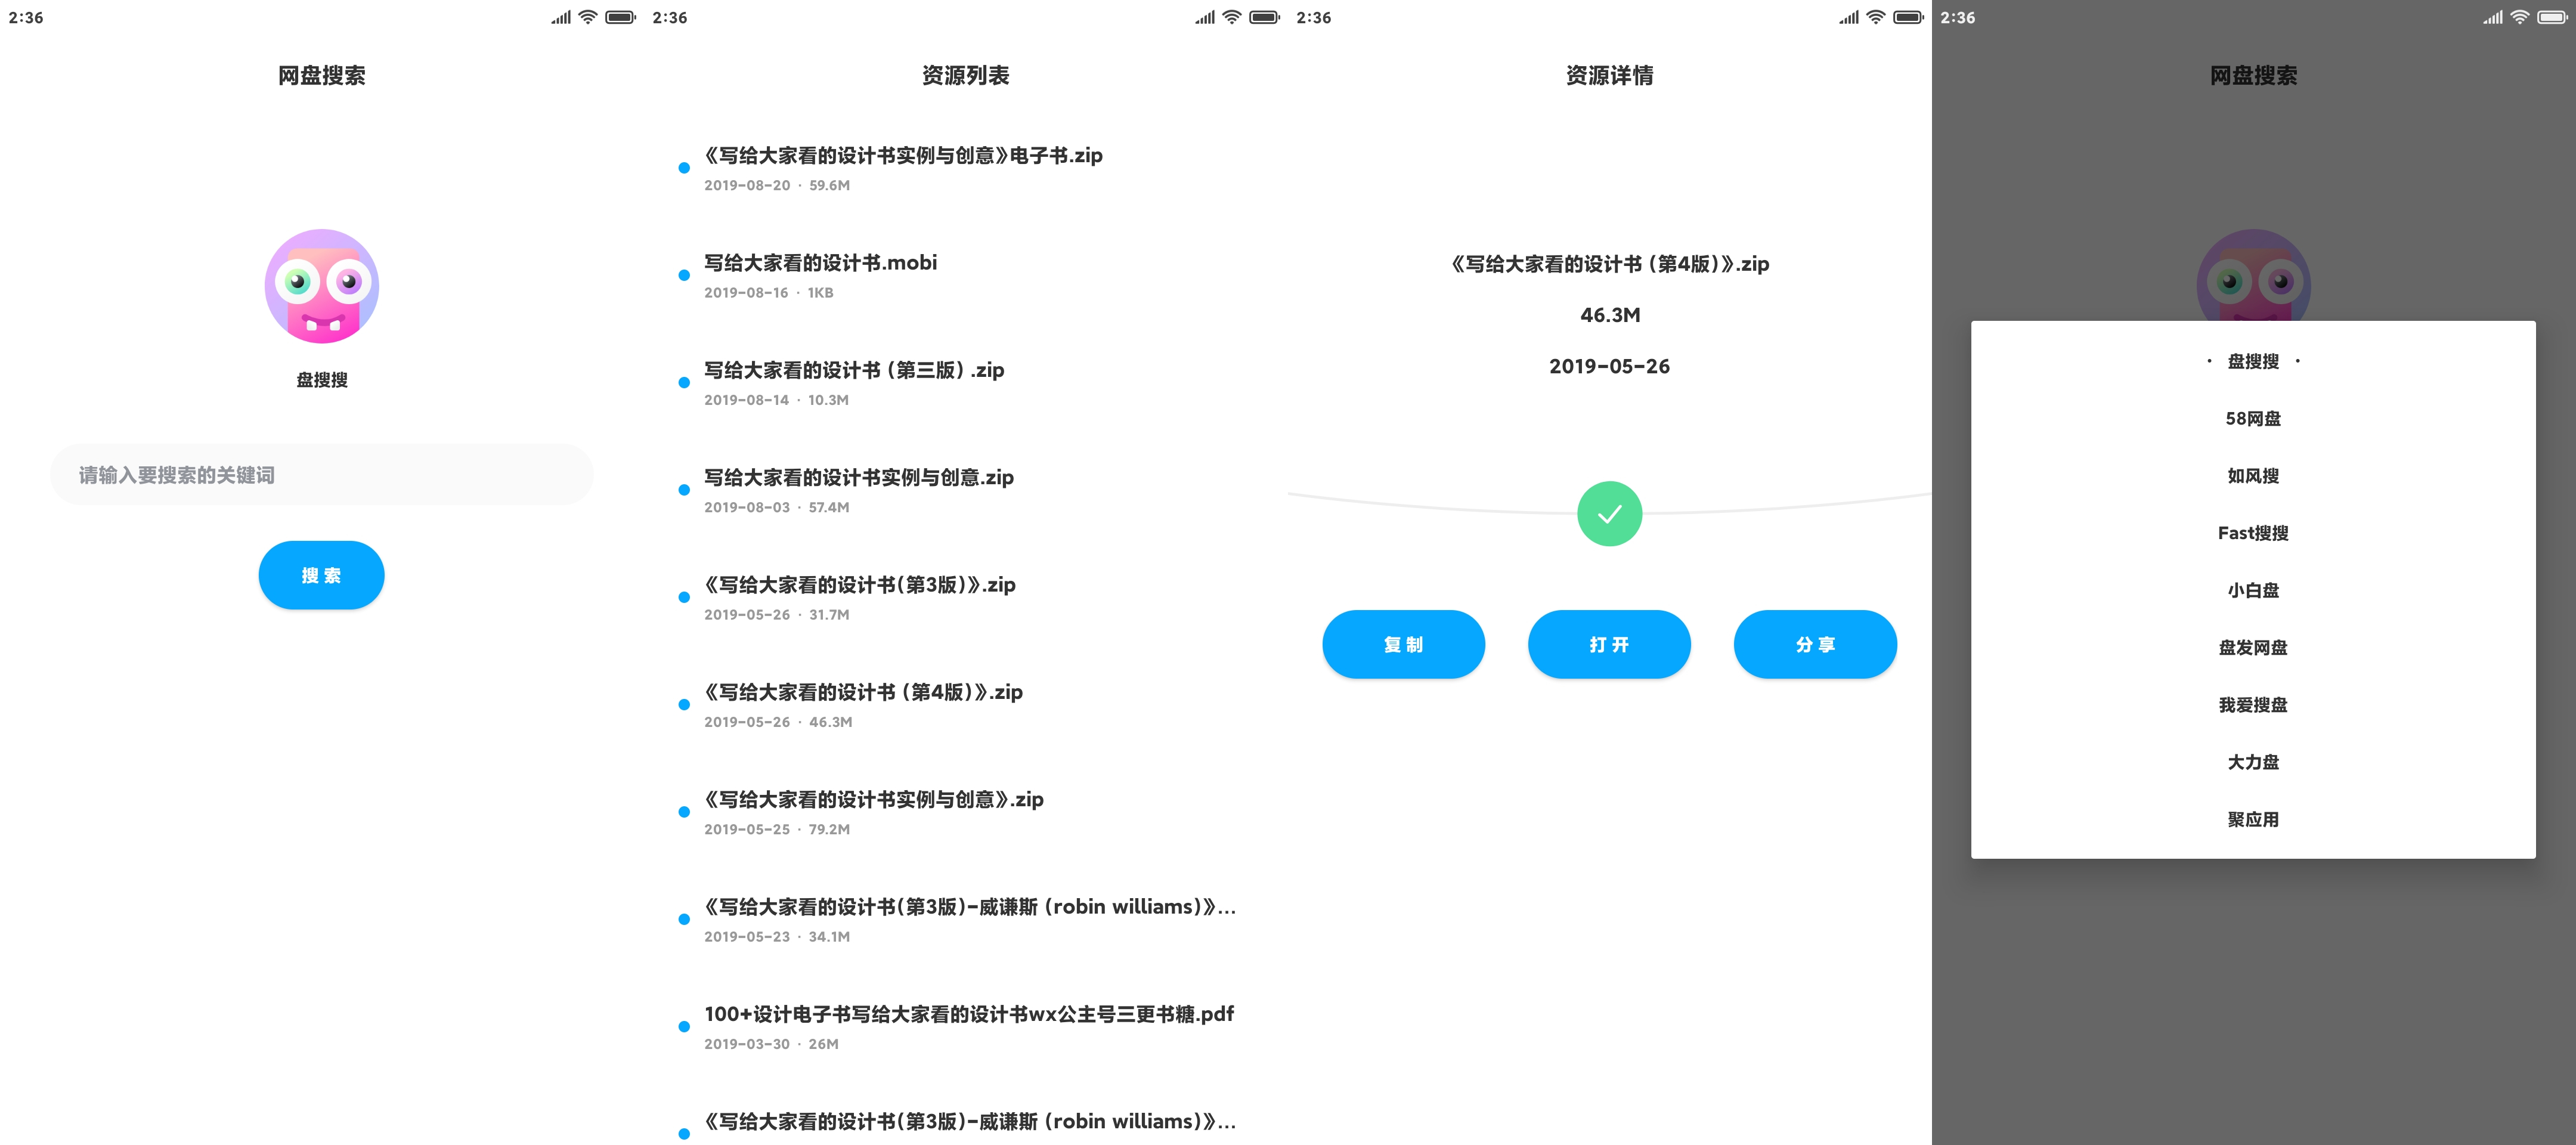 2:36
网盘搜索
盘搜搜
请输入要搜索的关键词
搜 索
2:36
资源列表
《写给大家看的设计书实例与创意》电子书.zip
2019-08-20 · 59.6M
写给大家看的设计书.mobi
2019-08-16 · 1KB
写给大家看的设计书（第三版）.zip
2019-08-14 · 10.3M
写给大家看的设计书实例与创意.zip
2019-08-03 · 57.4M
《写给大家看的设计书(第3版)》.zip
2019-05-26 · 31.7M
《写给大家看的设计书（第4版)》.zip
2019-05-26 · 46.3M
《写给大家看的设计书实例与创意》.zip
2019-05-25 · 79.2M
《写给大家看的设计书(第3版)-威谦斯（robin williams)》...
2019-05-23 · 34.1M
100+设计电子书写给大家看的设计书wx公主号三更书糖.pdf
2019-03-30 · 26M
《写给大家看的设计书(第3版)-威谦斯（robin williams)》...
2:36
资源详情
《写给大家看的设计书（第4版)》.zip
46.3M
2019-05-26
复 制
打 开
分 享
2:36
网盘搜索
· 盘搜搜 ·
58网盘
如风搜
Fast搜搜
小白盘
盘发网盘
我爱搜盘
大力盘
聚应用